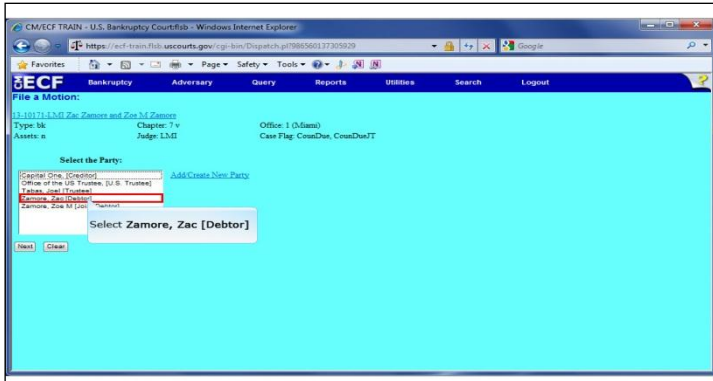 CM/ECF TRAIN - U.S. Bankruptcy Court:flsb - Windows Internet Explorer
https://ecf-train.flsb.uscourts.gov/cgi-bin/Dispatch.pl?986560137305929
Google
Favorites Page Safety Tools
ECF Bankruptcy Adversary Query Reports Utilities Search Logout
File a Motion:
13-10171-LMI Zac Zamore and Zoe M Zamore
Type: bk Chapter: 7 v Office: 1 (Miami)
Assets: n Judge: LMI Case Flag: CounDue, CounDueJT
Select the Party:
Capital One, [Creditor] Add/Create New Party
Office of the US Trustee, [U.S. Trustee]
Tabas, Joel [Trustee]
Zamore, Zac [Debtor]
Zamore, Zoe M
Select Zamore, Zac [Debtor]
Next Clear